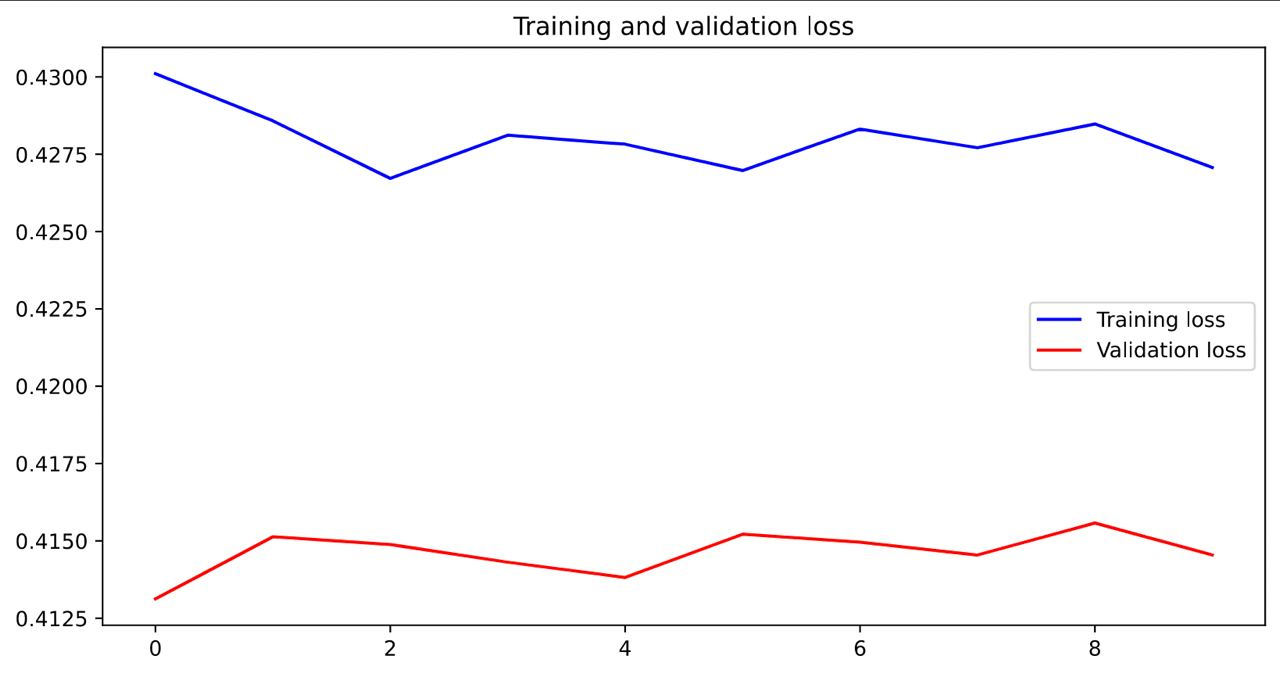 Training and validation loss
0.4300
0.4275
0.4250
0.4225
0.4200
0.4175
0.4150
0.4125
Training loss
Validation loss
0 2 4 6 8